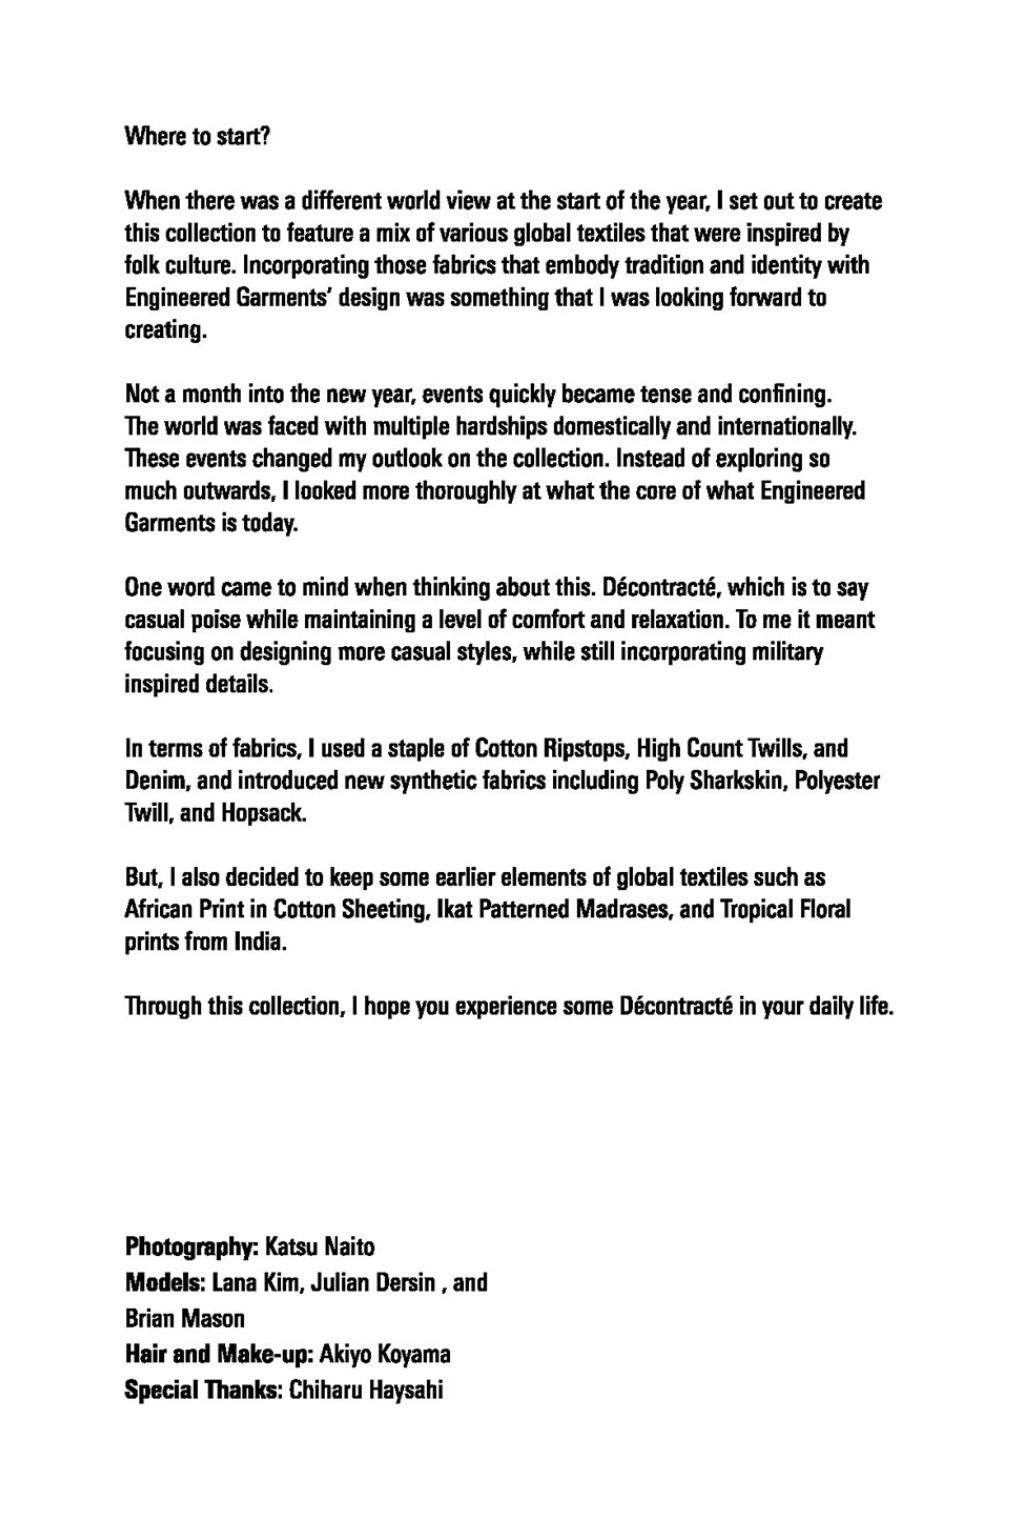 Where to start?
When there was a different world view at the start of the year, I set out to create
this collection to feature a mix of various global textiles that were inspired by
folk culture. Incorporating those fabrics that embody tradition and identity with
Engineered Garments’ design was something that I was looking forward to
creating.
Not a month into the new year, events quickly became tense and confining.
The world was faced with multiple hardships domestically and internationally.
These events changed my outlook on the collection. Instead of exploring so
much outwards, I looked more thoroughly at what the core of what Engineered
Garments is today.
One word came to mind when thinking about this. Décontracté, which is to say
casual poise while maintaining a level of comfort and relaxation. To me it meant
focusing on designing more casual styles, while still incorporating military
inspired details.
In terms of fabrics, I used a staple of Cotton Ripstops, High Count Twills, and
Denim, and introduced new synthetic fabrics including Poly Sharkskin, Polyester
Twill, and Hopsack.
But, I also decided to keep some earlier elements of global textiles such as
African Print in Cotton Sheeting, Ikat Patterned Madrases, and Tropical Floral
prints from India.
Through this collection, I hope you experience some Décontracté in your daily life.
Photography: Katsu Naito
Models: Lana Kim, Julian Dersin , and
Brian Mason
Hair and Make-up: Akiyo Koyama
Special Thanks: Chiharu Haysahi